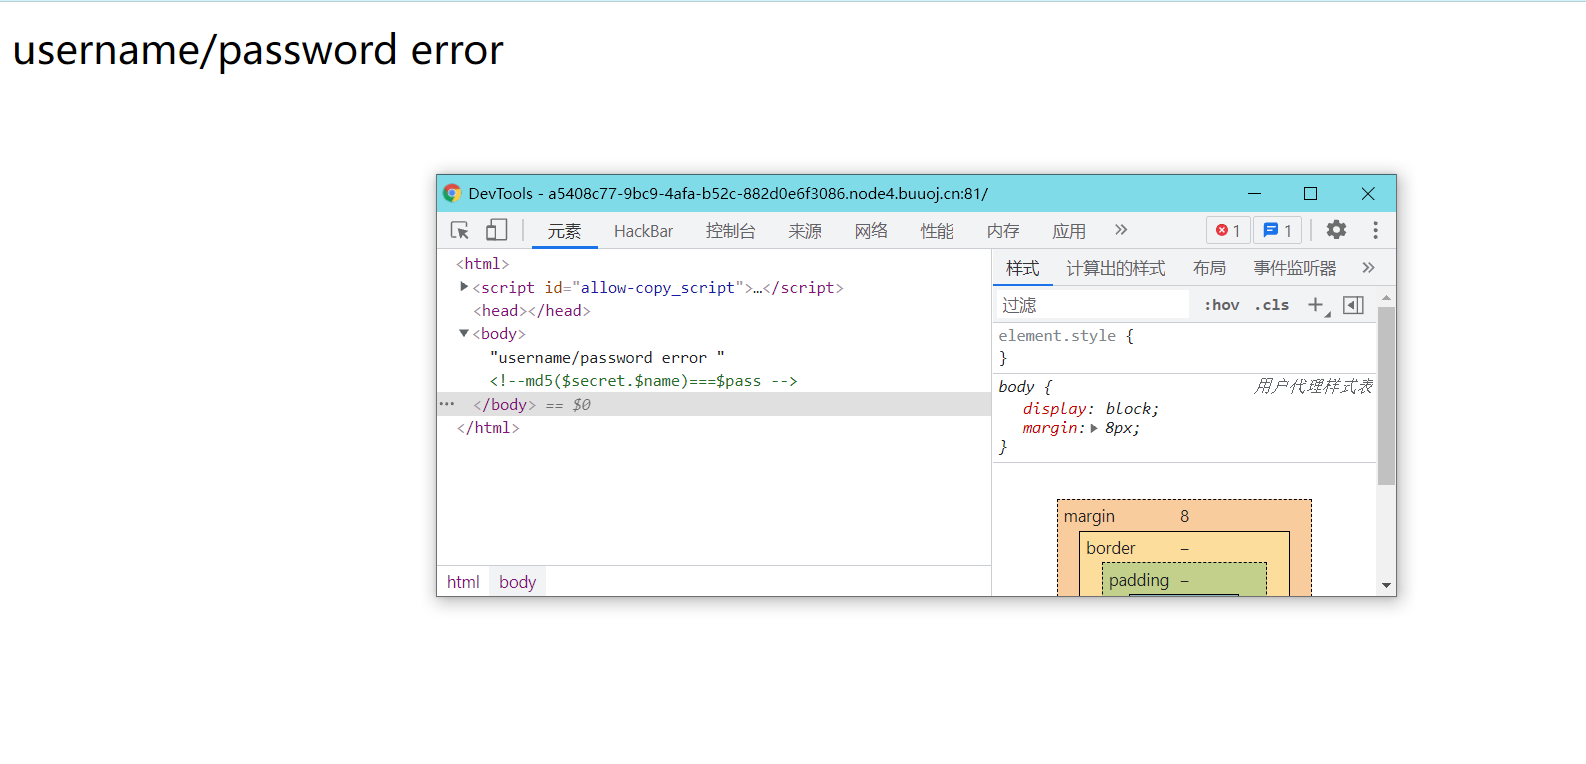 username/password error
DevTools - a5408c77-9bc9-4afa-b52c-882d0e6f3086.node4.buuoj.cn:81/
元素 HackBar 控制台 来源 网络 性能 内存 应用 » 1 1
<html>
<script id="allow-copy_script">…</script>
<head></head>
<body>
"username/password error "
<!--md5($secret.$name)===$pass -->
</body> == $0
</html>
html body
样式 计算出的样式 布局 事件监听器 »
过滤 :hov .cls +
element.style {
}
body { 用户代理样式表
display: block;
margin: 8px;
}
margin 8
border –
padding –